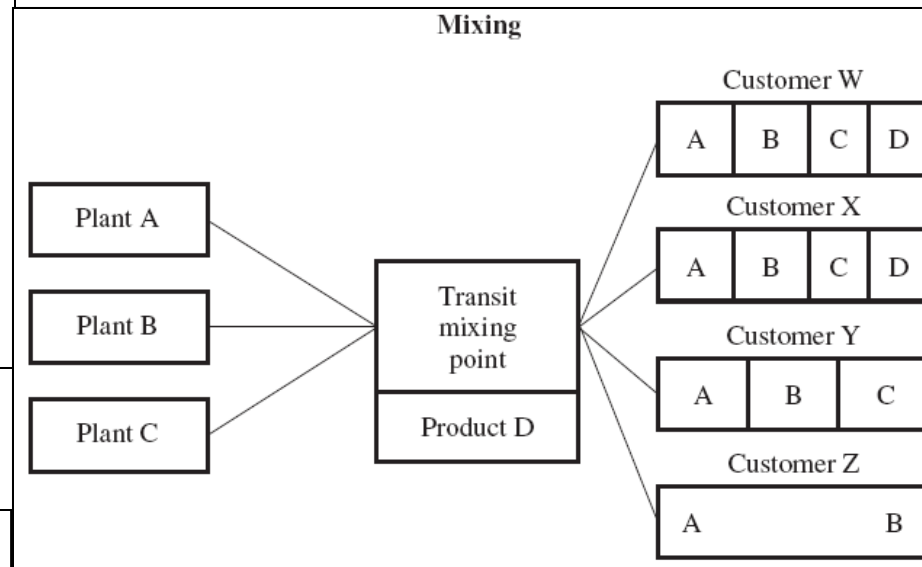 Mixing
Plant A
Plant B
Plant C
Transit
mixing
point
Product D
Customer W
A B C D
Customer X
A B C D
Customer Y
A B C
Customer Z
A B